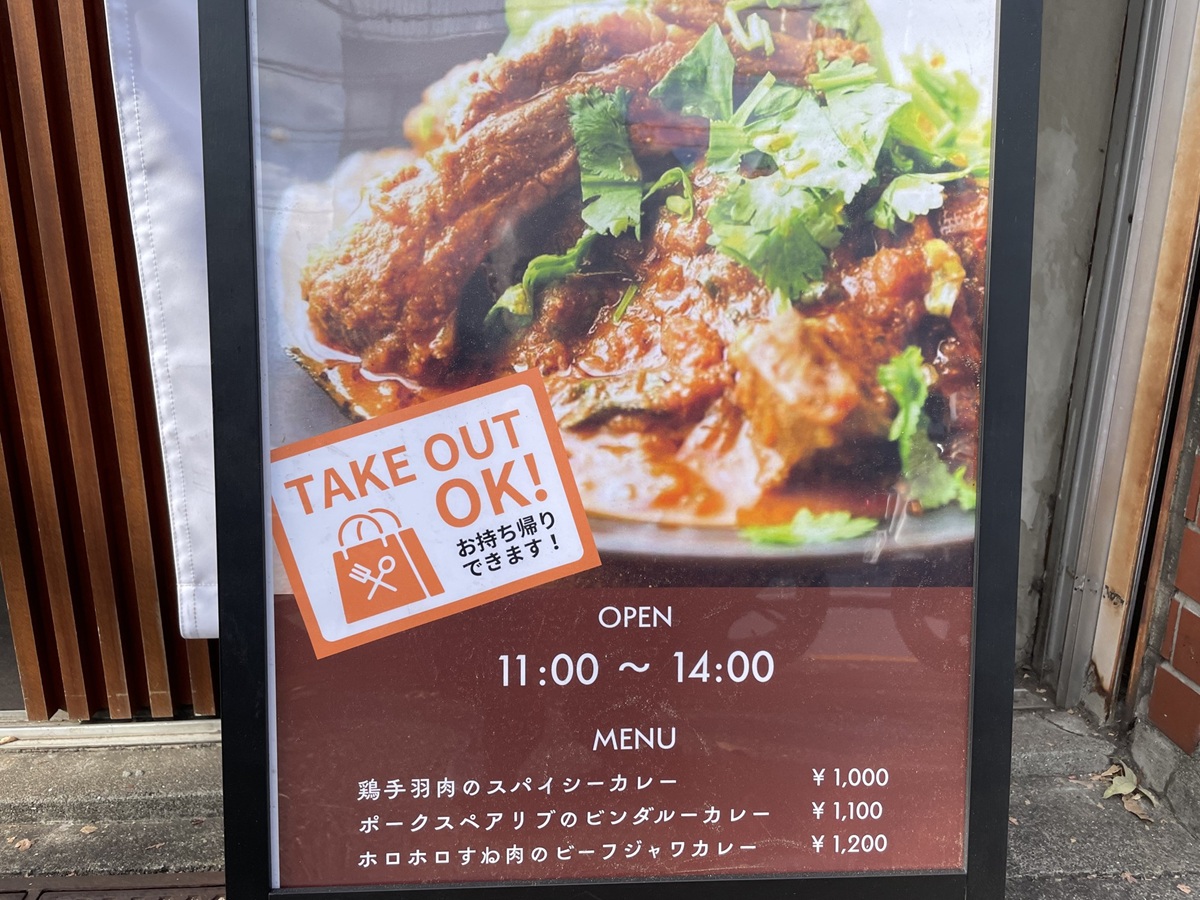 TAKE OUT
OK!
お持ち帰り
できます！
OPEN
11:00 ～ 14:00
MENU
鶏手羽肉のスパイシーカレー ￥1,000
ポークスペアリブのビンダルーカレー ￥1,100
ホロホロすね肉のビーフジャワカレー ￥1,200